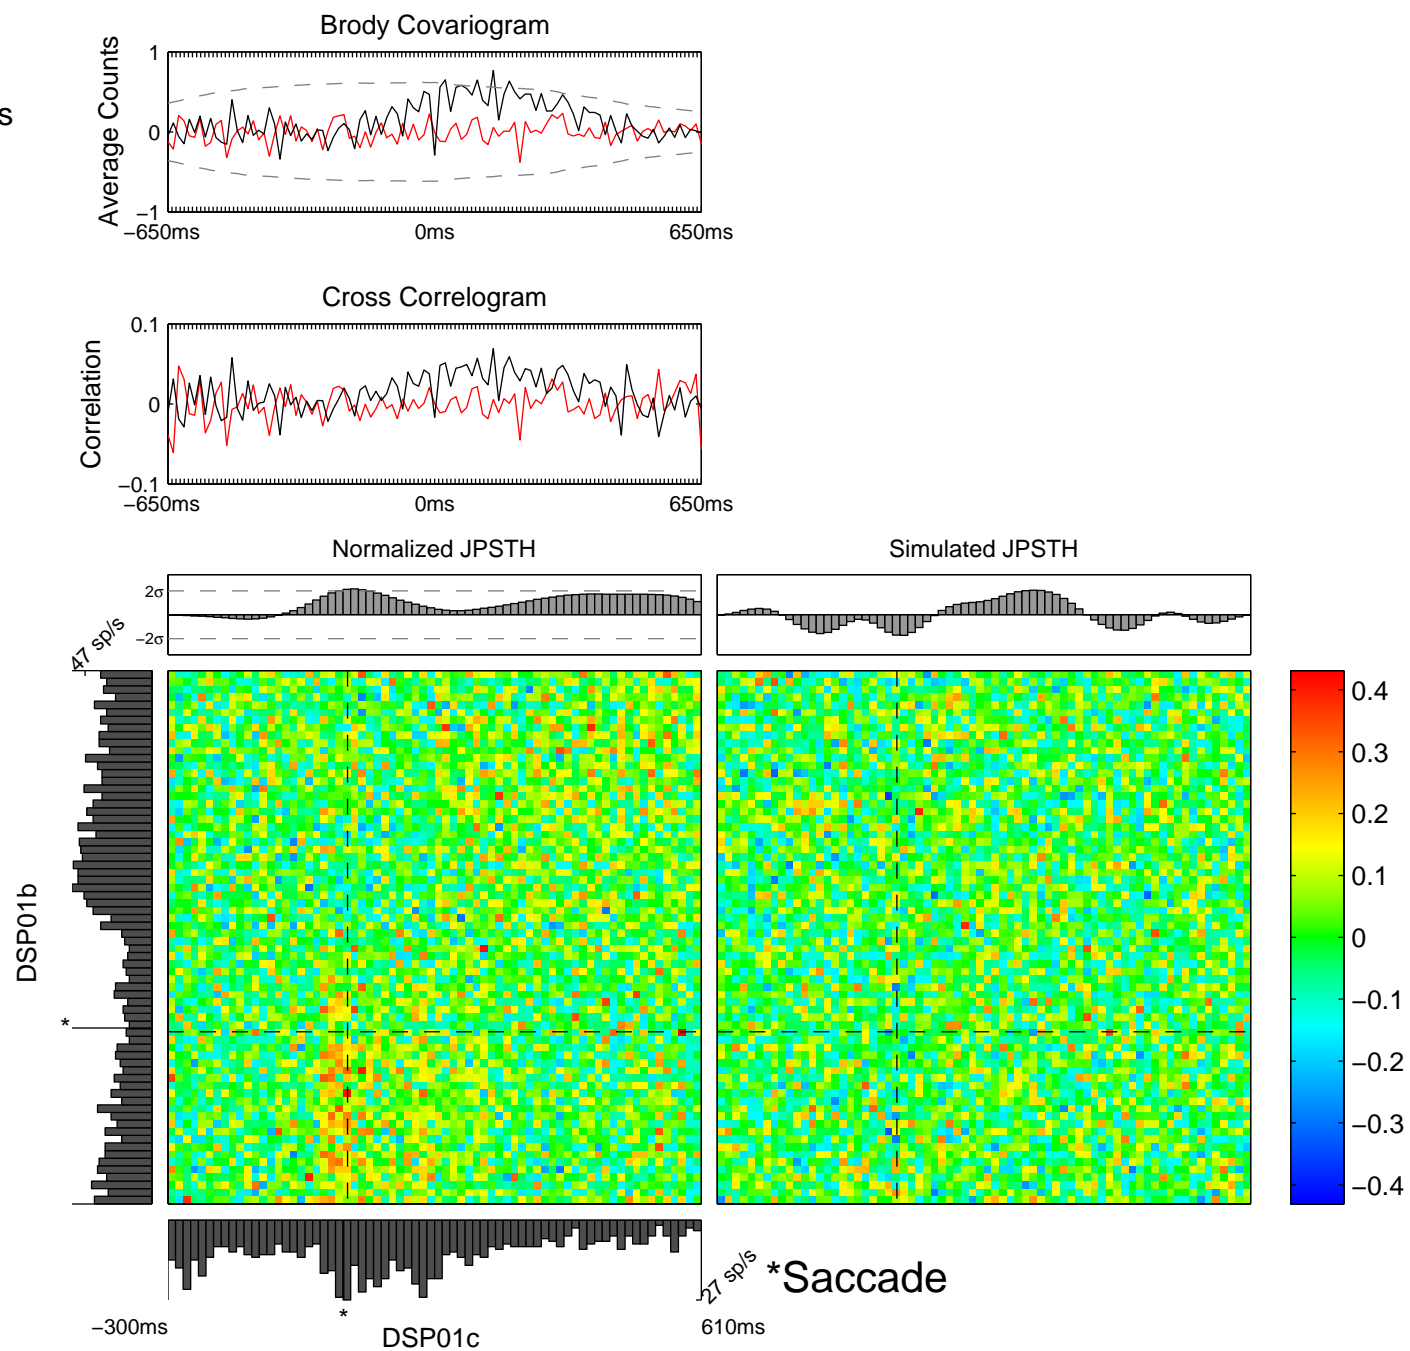 Brody Covariogram
s
Average Counts
1
0
−1
−650ms
0ms
650ms
Cross Correlogram
Correlation
0.1
0
−0.1
−650ms
0ms
650ms
Normalized JPSTH
Simulated JPSTH
2σ
−2σ
47 sp/s
DSP01b
*
0.4
0.3
0.2
0.1
0
−0.1
−0.2
−0.3
−0.4
27 sp/s
*Saccade
*
−300ms
DSP01c
610ms